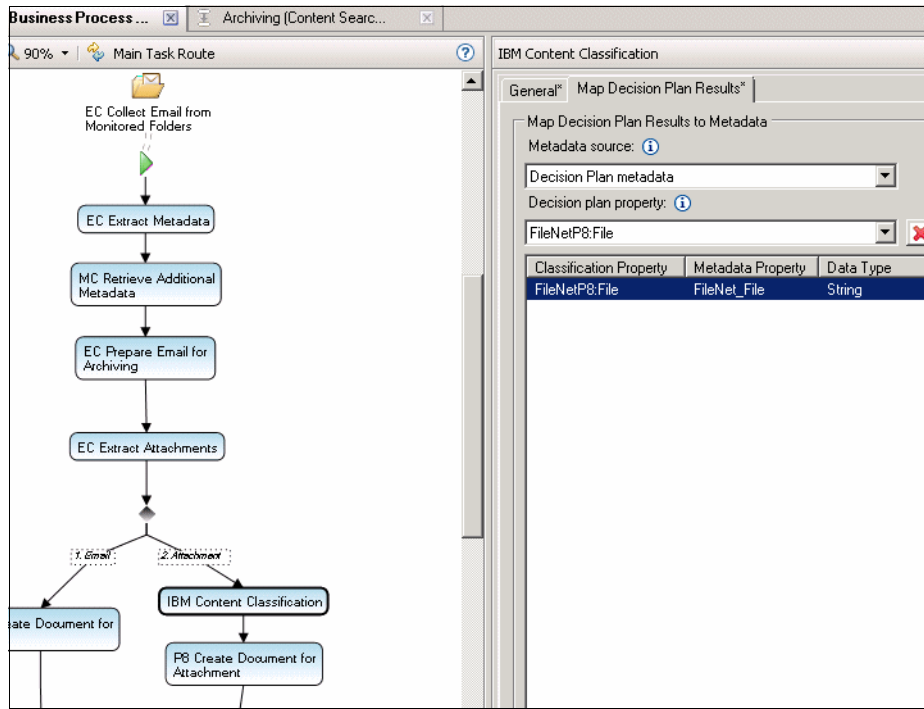 Business Process ...
Archiving (Content Searc...
90%
Main Task Route
?
EC Collect Email from
Monitored Folders
EC Extract Metadata
MC Retrieve Additional
Metadata
EC Prepare Email for
Archiving
EC Extract Attachments
1. Email
2. Attachment
IBM Content Classification
eate Document for
P8 Create Document for
Attachment
IBM Content Classification
General*
Map Decision Plan Results*
Map Decision Plan Results to Metadata
Metadata source:
Decision Plan metadata
Decision plan property:
FileNetP8:File
Classification Property Metadata Property Data Type
FileNetP8:File FileNet_File String